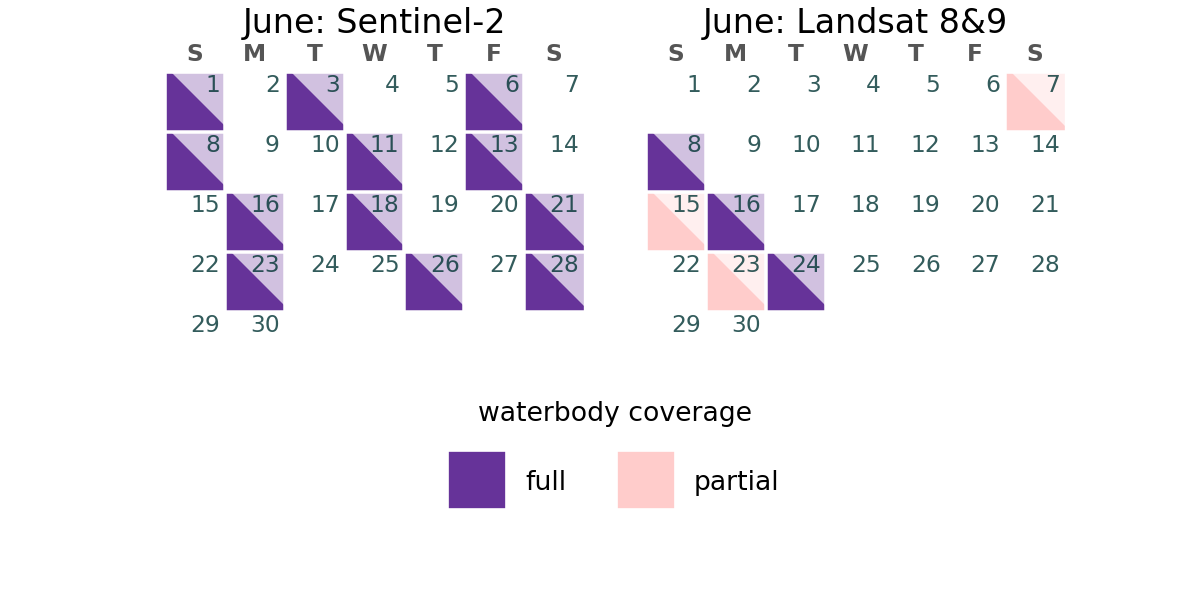 June: Sentinel-2
S M T W T F S
1 2 3 4 5 6 7
8 9 10 11 12 13 14
15 16 17 18 19 20 21
22 23 24 25 26 27 28
29 30
June: Landsat 8&9
S M T W T F S
1 2 3 4 5 6 7
8 9 10 11 12 13 14
15 16 17 18 19 20 21
22 23 24 25 26 27 28
29 30
waterbody coverage
full partial